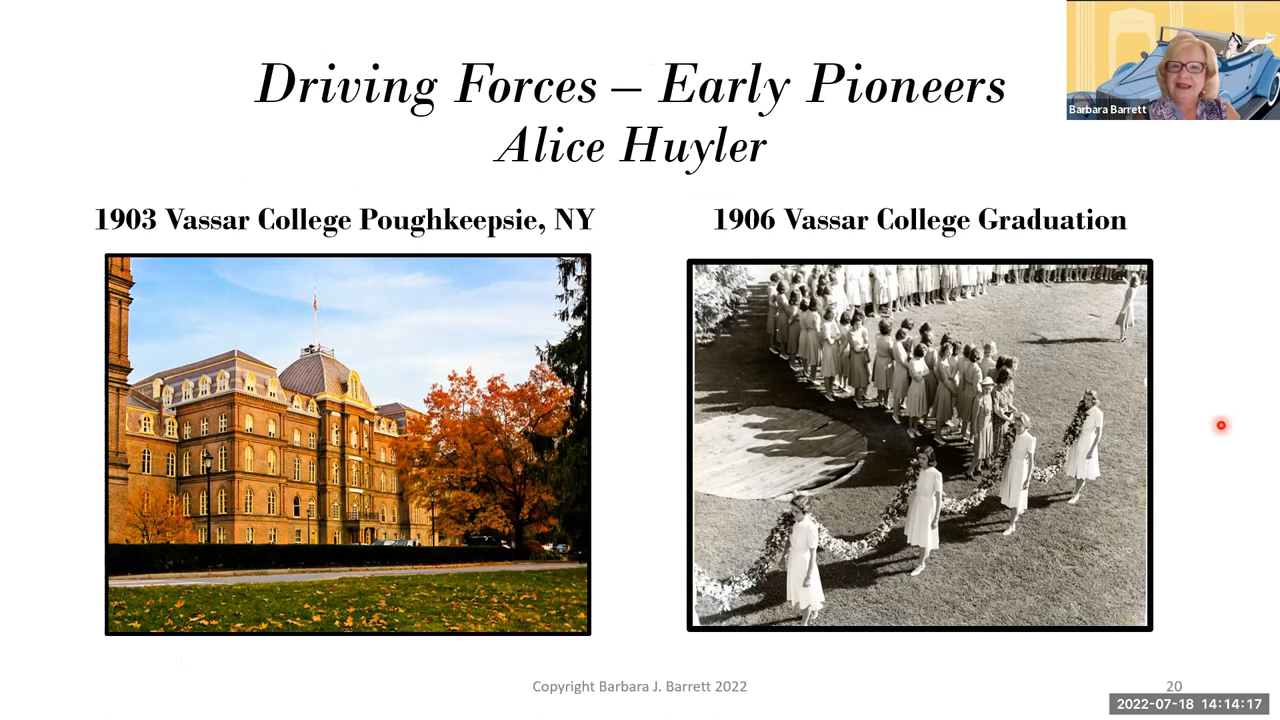 Driving Forces – Early Pioneers
Alice Huyler
Barbara Barrett
1903 Vassar College Poughkeepsie, NY
1906 Vassar College Graduation
Copyright Barbara J. Barrett 2022
20
2022-07-18 14:14:17